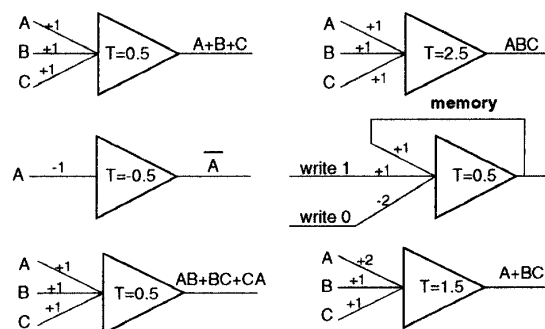 A +1
B +1 T=0.5 A+B+C
C +1
A +1
B +1 T=2.5 ABC
C +1
A -1 T=-0.5 A̅
memory
+1
write 1 +1 T=0.5
-2
write 0
A +1
B +1 T=0.5 AB+BC+CA
C +1
A +2
B +1 T=1.5 A+BC
C +1